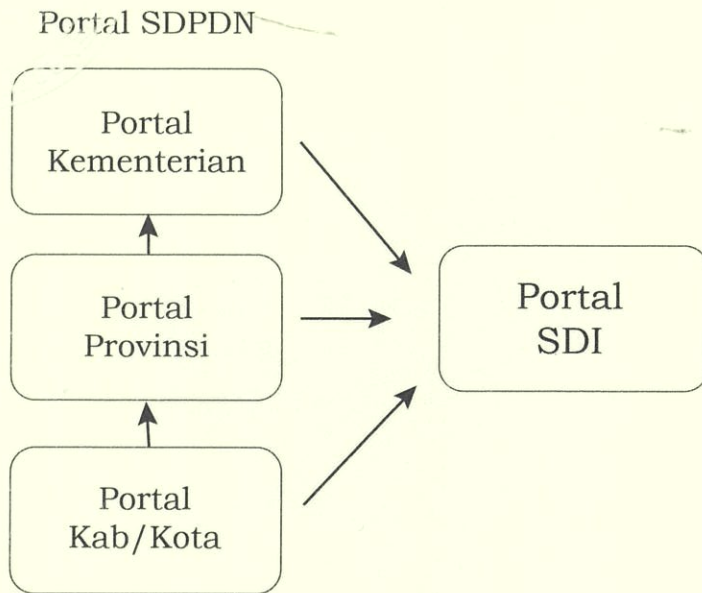 Portal SDPDN
Portal
Kementerian
Portal
Provinsi
Portal
Kab/Kota
Portal
SDI